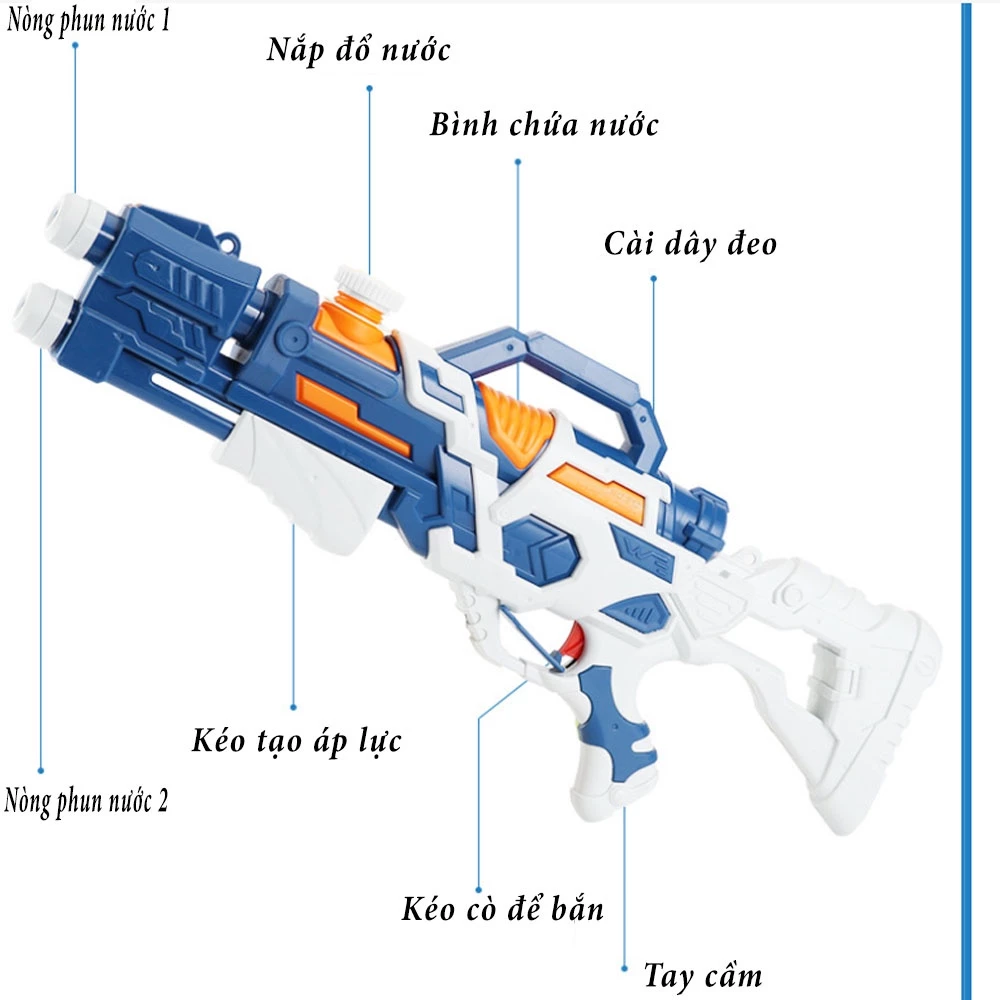 Nòng phun nước 1
Nắp đổ nước
Bình chứa nước
Cài dây đeo
Kéo tạo áp lực
Nòng phun nước 2
Kéo cò để bắn
Tay cầm